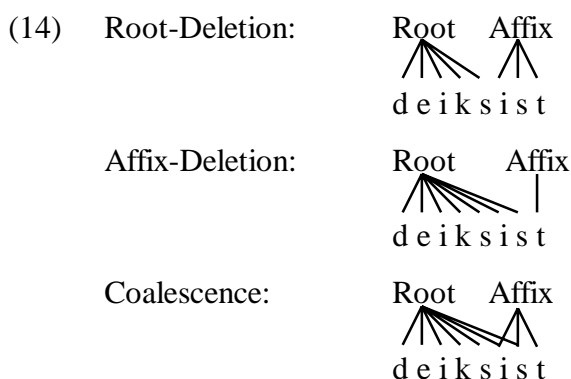 (14) Root-Deletion: Root Affix
d e i k s i s t
Affix-Deletion: Root Affix
d e i k s i s t
Coalescence: Root Affix
d e i k s i s t